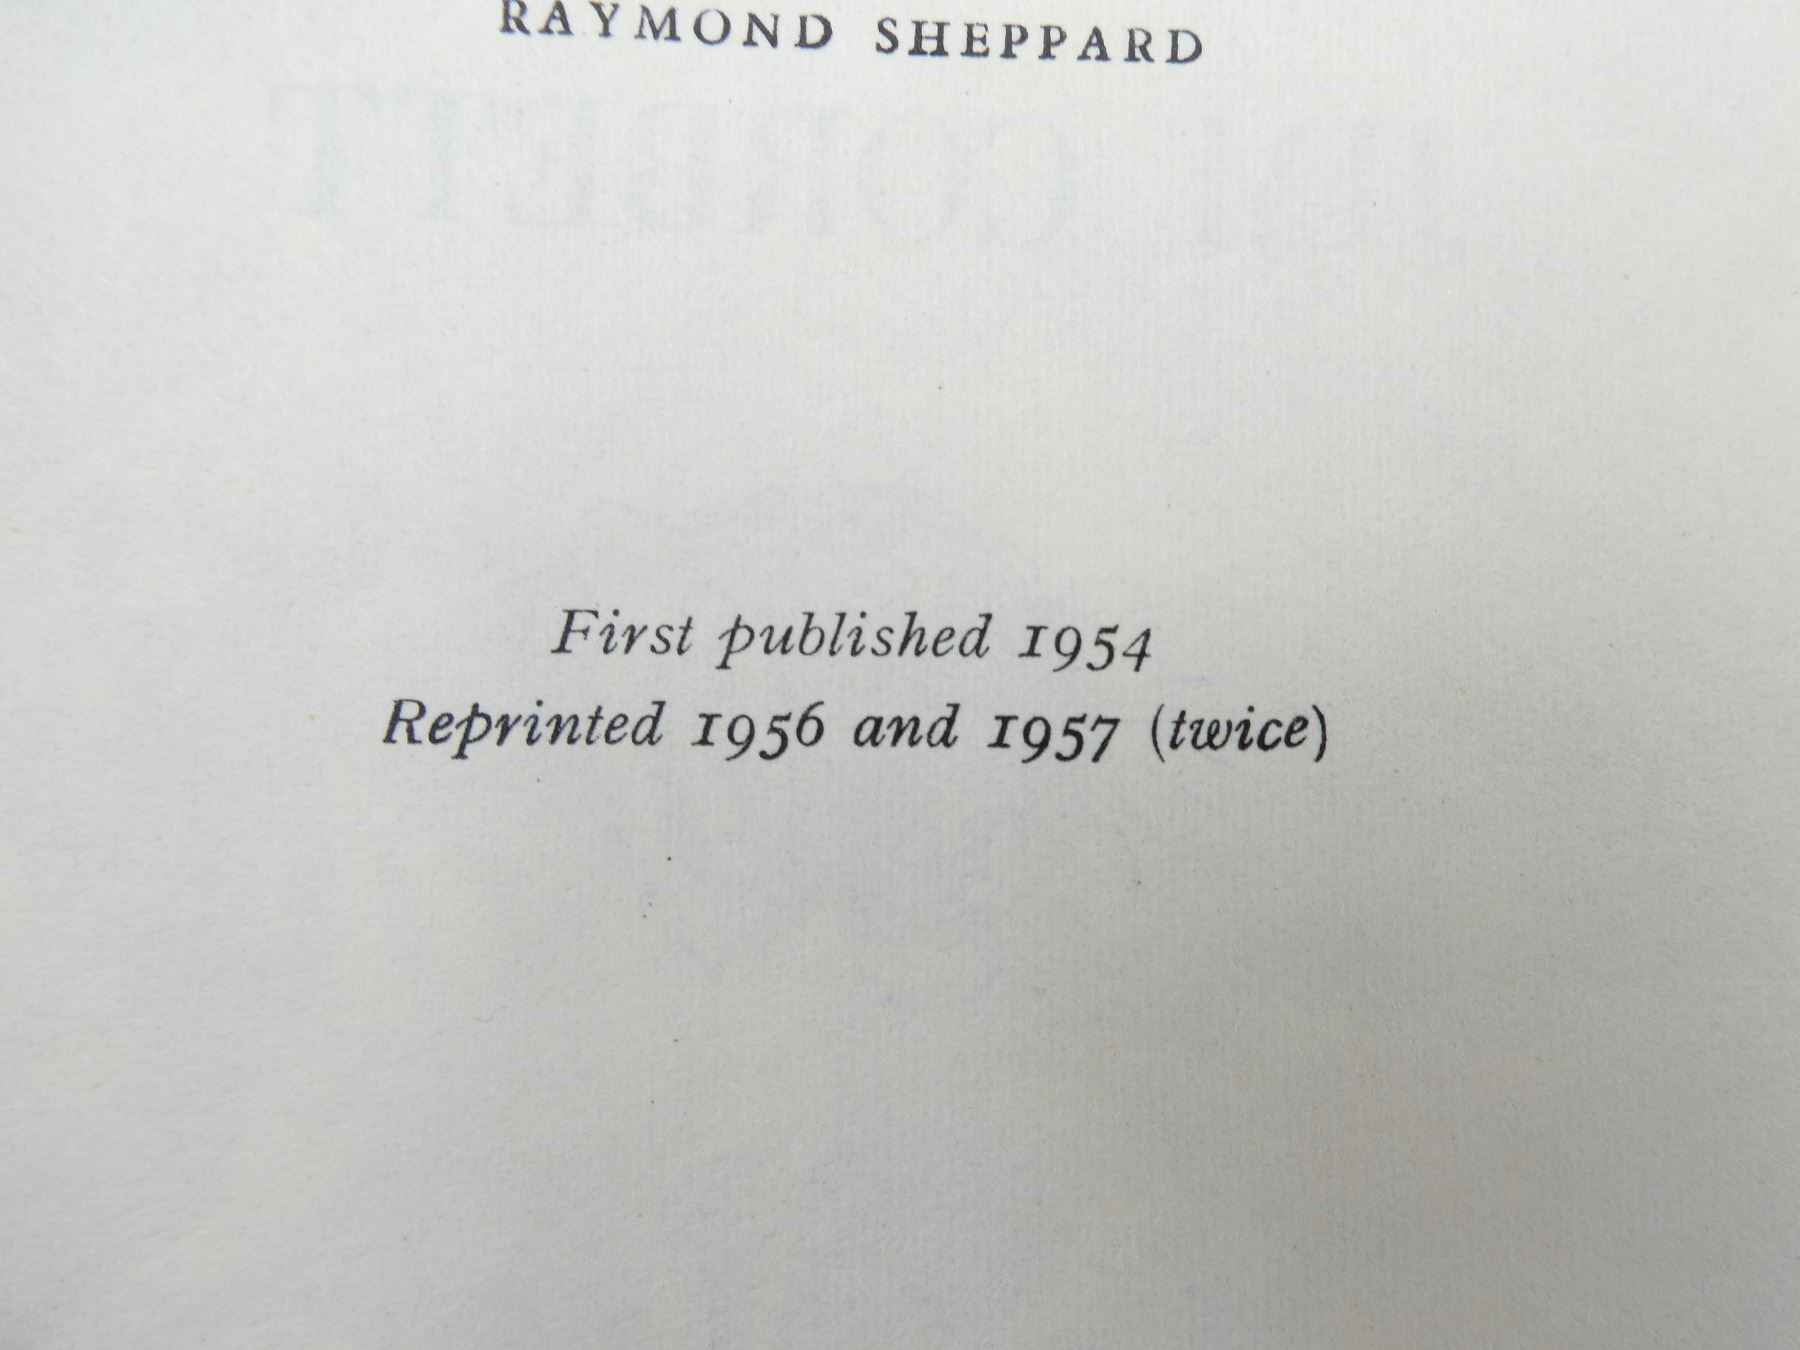 RAYMOND SHEPPARD
First published 1954
Reprinted 1956 and 1957 (twice)